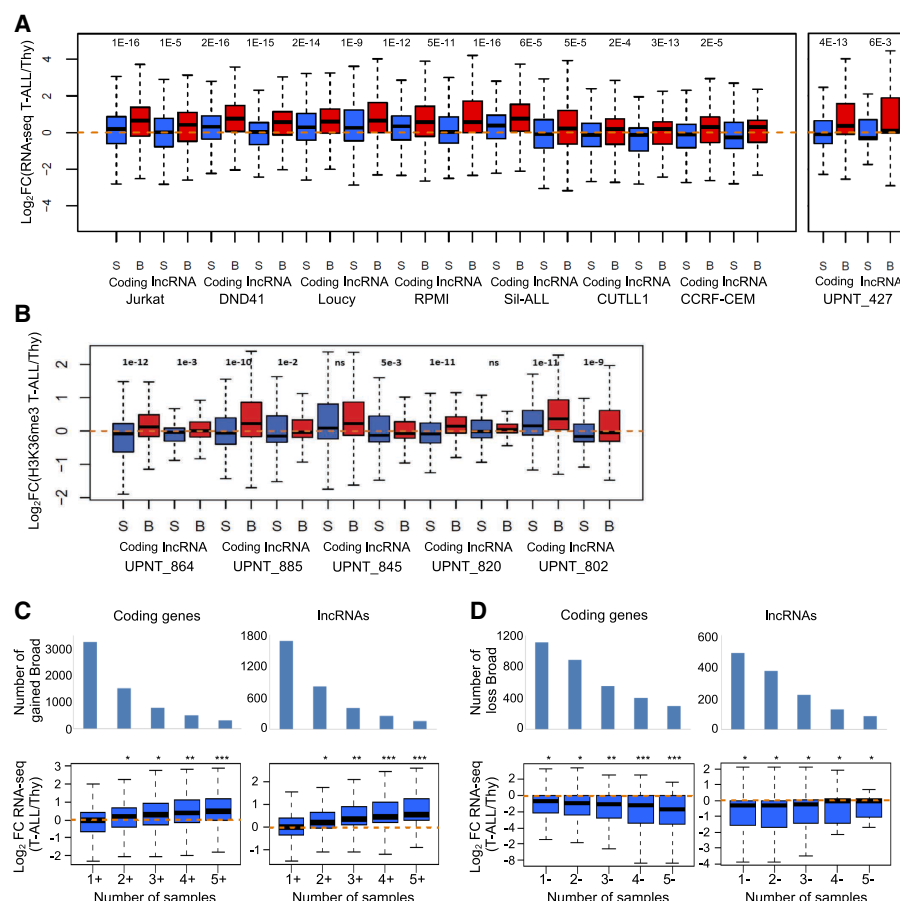 A
1E-16 1E-5 2E-16 1E-15 2E-14 1E-9 1E-12 5E-11 1E-16 6E-5 5E-5 2E-4 3E-13 2E-5 4E-13 6E-3
Log2FC(RNA-seq T-ALL/Thy)
4
2
0
-2
-4
S B S B S B S B S B S B S B S B S B S B S B S B S B S B S B S B
Coding lncRNA Coding lncRNA Coding lncRNA Coding lncRNA Coding lncRNA Coding lncRNA Coding lncRNA Coding lncRNA
Jurkat DND41 Loucy RPMI Sil-ALL CUTLL1 CCRF-CEM UPNT_427
B
Log2FC(H3K36me3 T-ALL/Thy)
1e-12 1e-3 1e-10 1e-2 ns 5e-3 1e-11 ns 1e-11 1e-9
2
1
0
-1
-2
S B S B S B S B S B S B S B S B S B S B
Coding lncRNA Coding lncRNA Coding lncRNA Coding lncRNA Coding lncRNA
UPNT_864 UPNT_885 UPNT_845 UPNT_820 UPNT_802
C
Coding genes lncRNAs
Number of
gained Broad
3000
2000
1000
0
1800
1200
600
0
Log2 FC RNA-seq
(T-ALL/Thy)
* * ** ***
3
2
1
0
-1
-2
* ** *** ***
2
1
0
-1
1+ 2+ 3+ 4+ 5+ 1+ 2+ 3+ 4+ 5+
Number of samples Number of samples
D
Coding genes lncRNAs
Number of
loss Broad
1200
800
400
0
600
400
200
0
Log2 FC RNA-seq
(T-ALL/Thy)
* * ** *** ***
2
0
-2
-4
-6
-8
* * * * *
2
1
0
-1
-2
-3
-4
1- 2- 3- 4- 5- 1- 2- 3- 4- 5-
Number of samples Number of samples